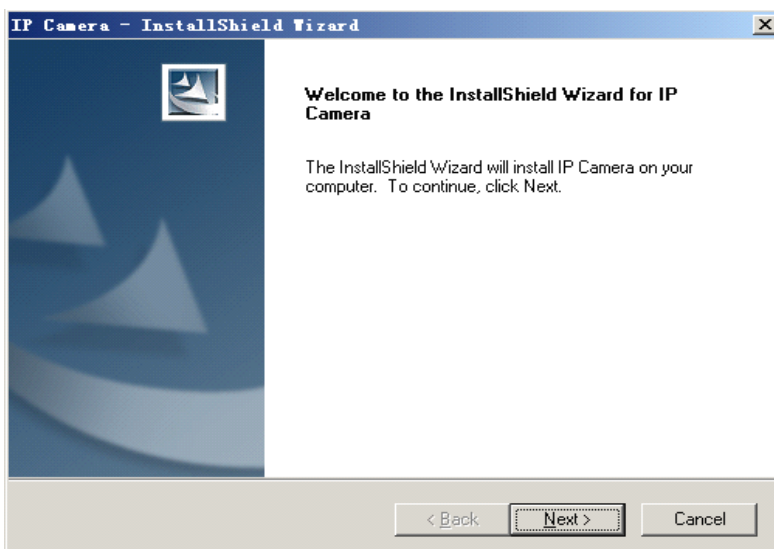 IP Camera - InstallShield Wizard
Welcome to the InstallShield Wizard for IP
Camera
The InstallShield Wizard will install IP Camera on your
computer. To continue, click Next.
< Back
Next >
Cancel